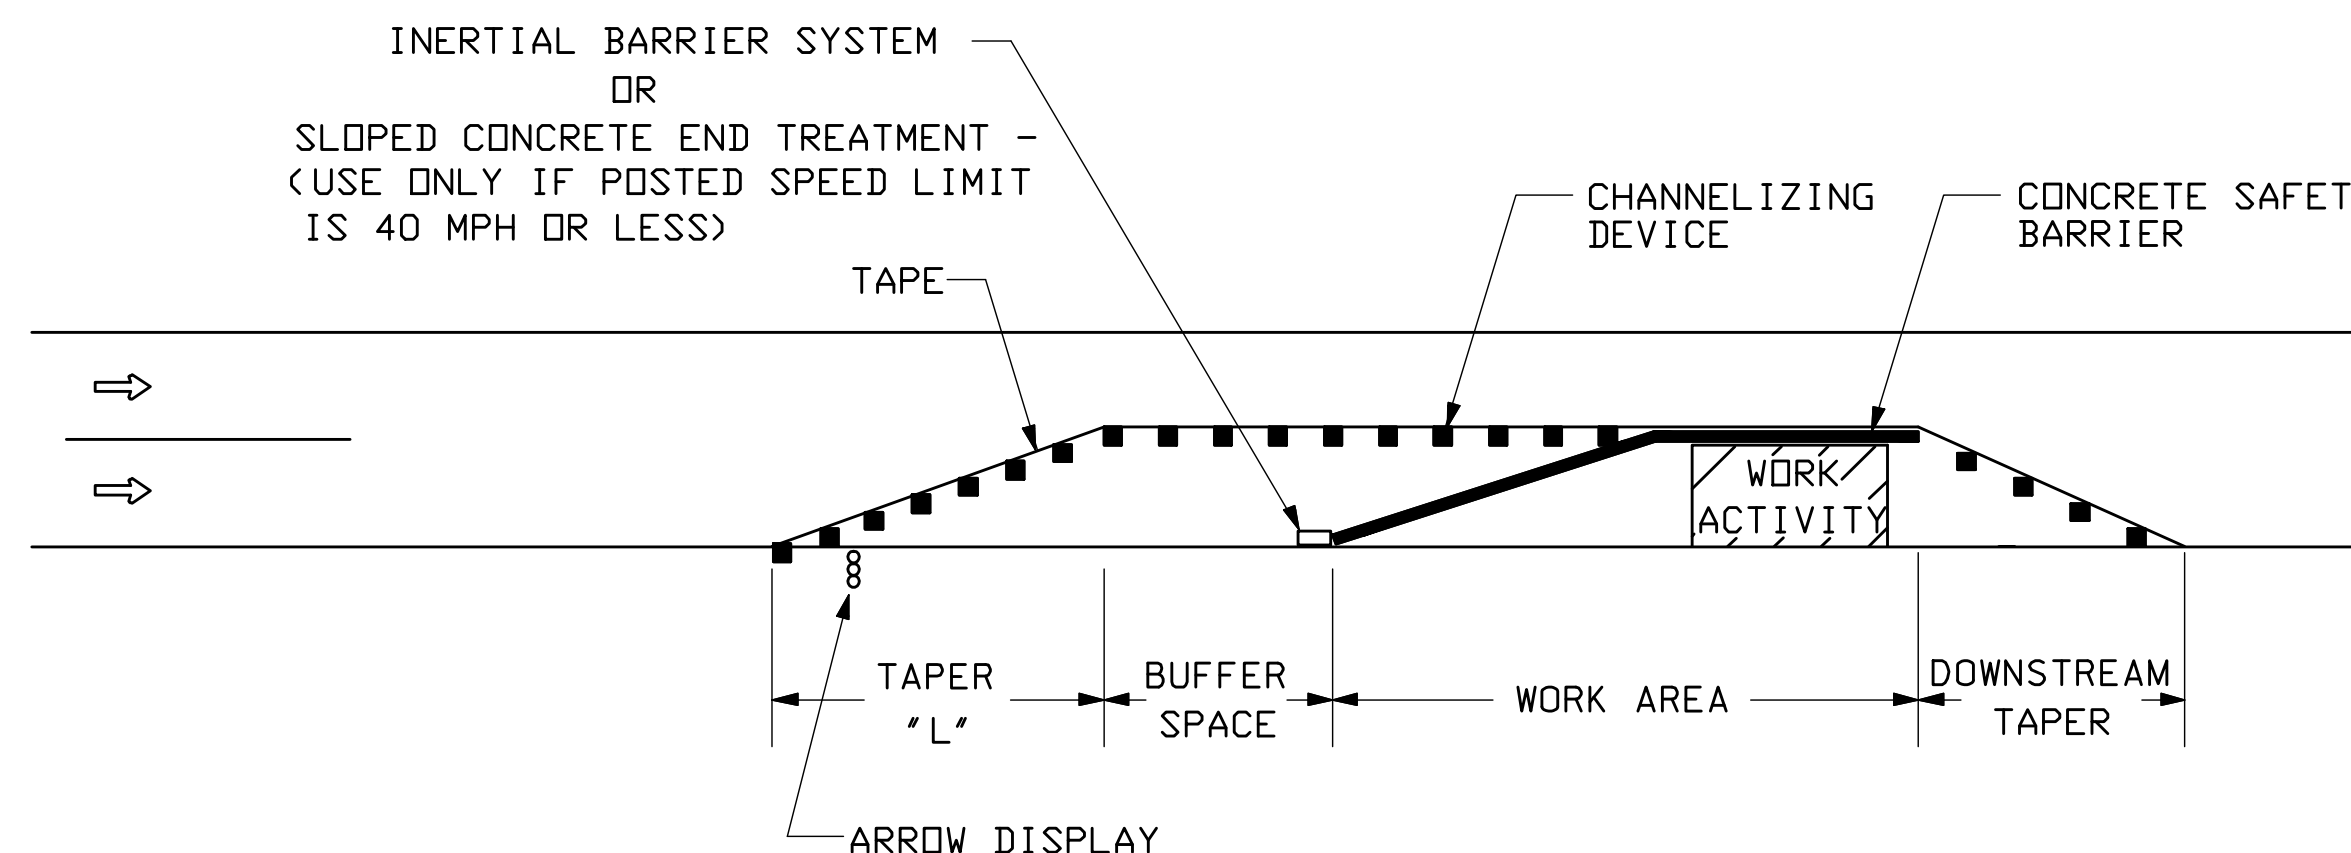 INERTIAL BARRIER SYSTEM
OR
SLOPED CONCRETE END TREATMENT -
(USE ONLY IF POSTED SPEED LIMIT
IS 40 MPH OR LESS)
TAPE
CHANNELIZING
DEVICE
CONCRETE SAFET
BARRIER
WORK
ACTIVITY
TAPER
"L"
BUFFER
SPACE
WORK AREA
DOWNSTREAM
TAPER
ARROW DISPLAY